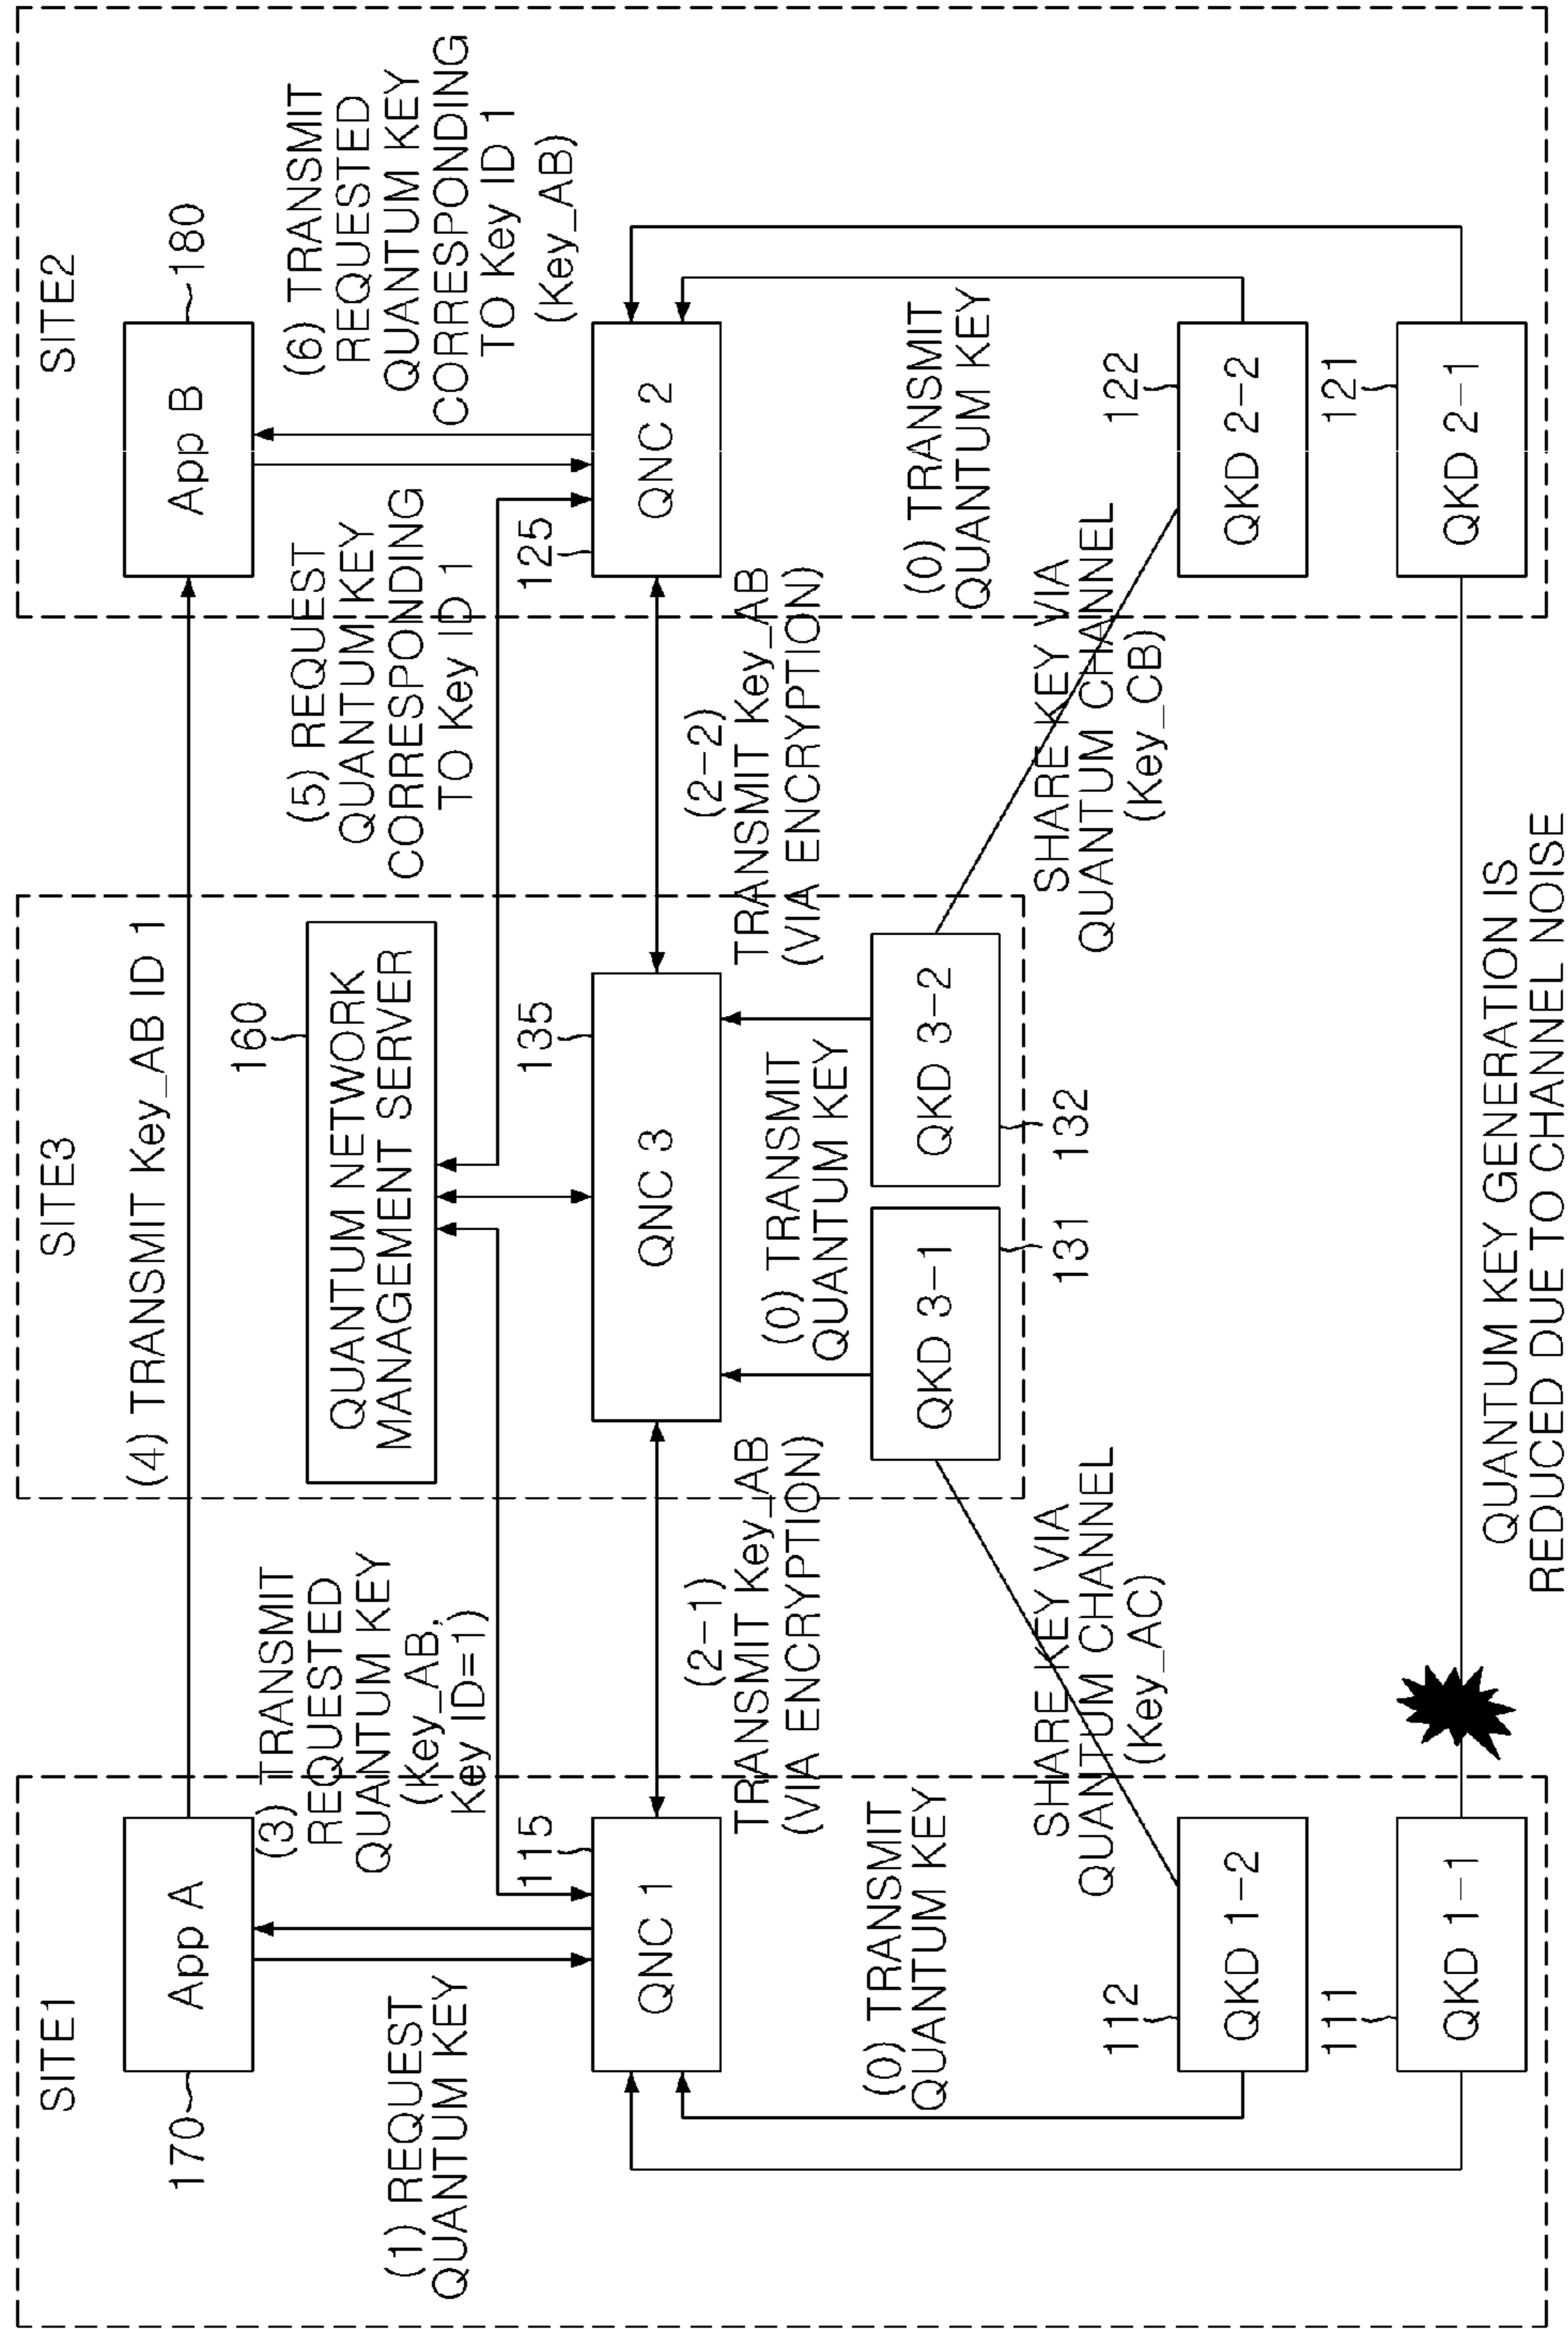 SITE1
170
App A
(1) REQUEST
QUANTUM KEY
(3) TRANSMIT
REQUESTED
QUANTUM KEY
(Key_AB,
Key ID=1)
115
QNC 1
(0) TRANSMIT
QUANTUM KEY
112
QKD 1-2
111
QKD 1-1
(4) TRANSMIT Key_AB ID 1
(2-1)
TRANSMIT Key_AB
(VIA ENCRYPTION)
SHARE KEY VIA
QUANTUM CHANNEL
(Key_AC)
SITE3
160
QUANTUM NETWORK
MANAGEMENT SERVER
135
QNC 3
(0) TRANSMIT
QUANTUM KEY
QKD 3-1
131
QKD 3-2
132
(5) REQUEST
QUANTUM KEY
CORRESPONDING
TO Key ID 1
(2-2)
TRANSMIT Key_AB
(VIA ENCRYPTION)
SHARE KEY VIA
QUANTUM CHANNEL
(Key_CB)
QUANTUM KEY GENERATION IS
REDUCED DUE TO CHANNEL NOISE
SITE2
App B
180
(6) TRANSMIT
REQUESTED
QUANTUM KEY
CORRESPONDING
TO Key ID 1
(Key_AB)
125
QNC 2
(0) TRANSMIT
QUANTUM KEY
122
QKD 2-2
121
QKD 2-1